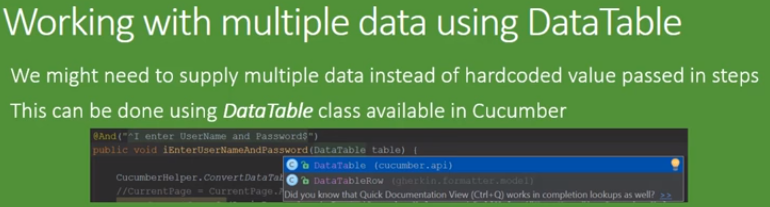 Working with multiple data using DataTable
We might need to supply multiple data instead of hardcoded value passed in steps
This can be done using DataTable class available in Cucumber
@And("^I enter UserName and Password$")
public void iEnterUserNameAndPassword(DataTable table) {
DataTable (cucumber.api)
CucumberHelper.ConvertDataTa
DataTableRow (gherkin.formatter.model)
//CurrentPage = CurrentPage.
Did you know that Quick Documentation View (Ctrl+Q) works in completion lookups as well? >>